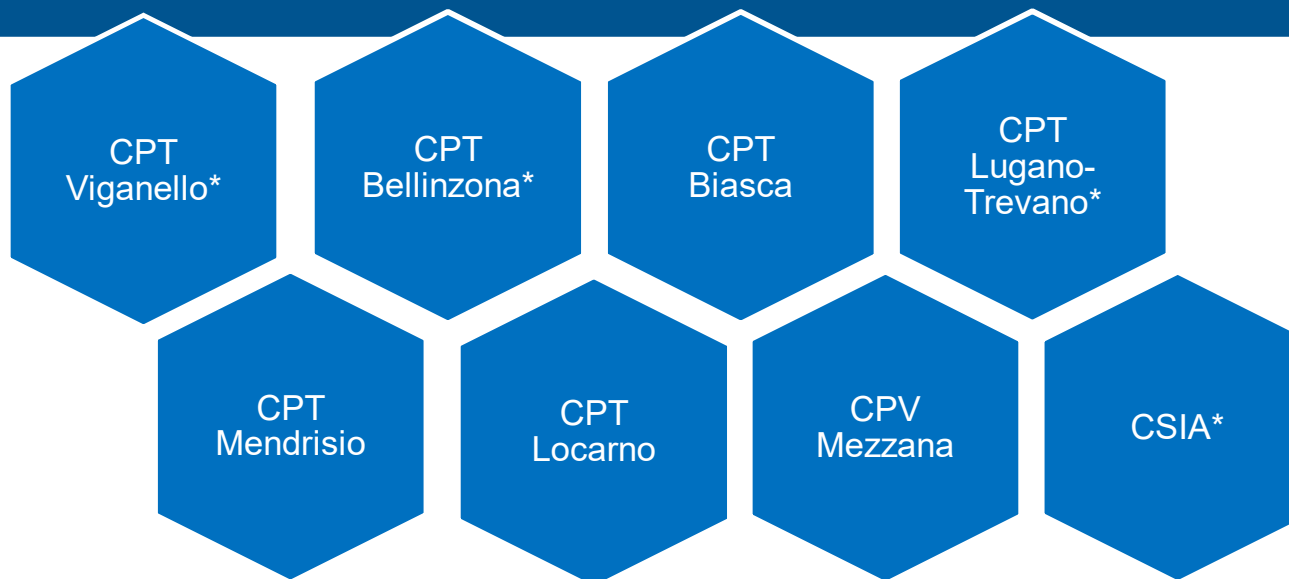 CPT
Viganello*
CPT
Bellinzona*
CPT
Biasca
CPT
Lugano-
Trevano*
CPT
Mendrisio
CPT
Locarno
CPV
Mezzana
CSIA*